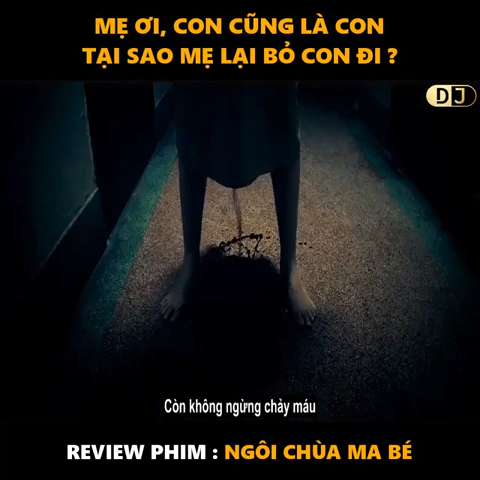 MẸ ƠI, CON CŨNG LÀ CON
TẠI SAO MẸ LẠI BỎ CON ĐI ?
DJ
Còn không ngừng chảy máu
REVIEW PHIM : NGÔI CHÙA MA BÉ